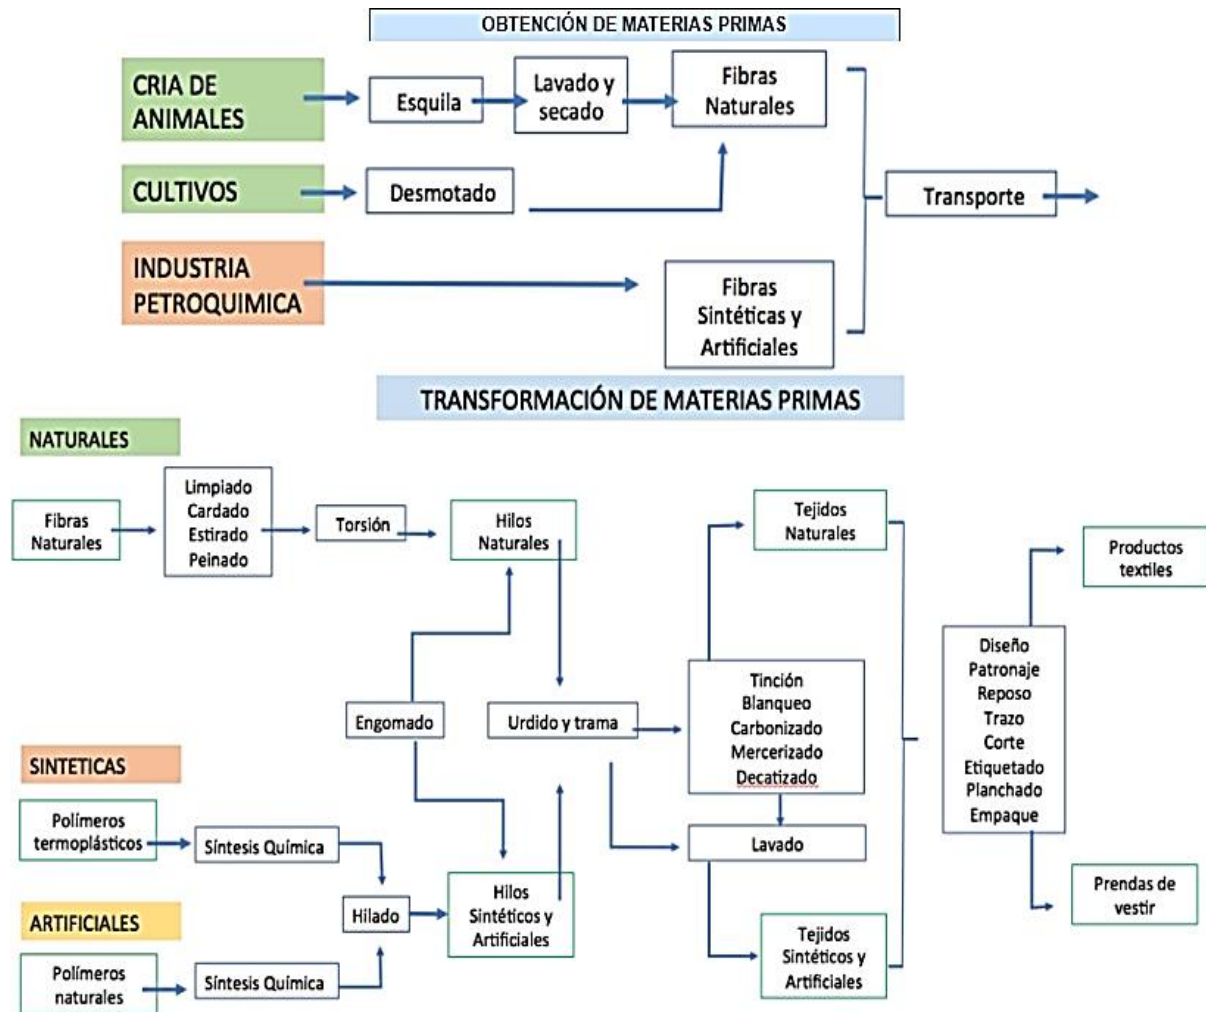 OBTENCIÓN DE MATERIAS PRIMAS
CRIA DE
ANIMALES
Esquila
Lavado y
secado
Fibras
Naturales
CULTIVOS
Desmotado
Transporte
INDUSTRIA
PETROQUIMICA
Fibras
Sintéticas y
Artificiales
TRANSFORMACIÓN DE MATERIAS PRIMAS
NATURALES
Fibras
Naturales
Limpiado
Cardado
Estirado
Peinado
Torsión
Hilos
Naturales
Tejidos
Naturales
Productos
textiles
Engomado
Urdido y trama
Tinción
Blanqueo
Carbonizado
Mercerizado
Decatizado
Diseño
Patronaje
Reposo
Trazo
Corte
Etiquetado
Planchado
Empaque
SINTETICAS
Polímeros
termoplásticos
Síntesis Química
Lavado
Hilado
Hilos
Sintéticos y
Artificiales
Prendas de
vestir
ARTIFICIALES
Polímeros
naturales
Síntesis Química
Tejidos
Sintéticos y
Artificiales